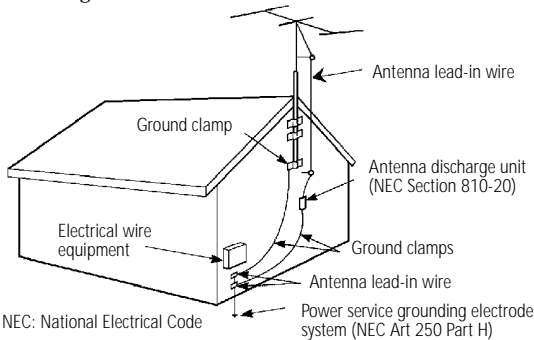 Antenna lead-in wire
Ground clamp
Antenna discharge unit
(NEC Section 810-20)
Electrical wire
equipment
Ground clamps
Antenna lead-in wire
Power service grounding electrode
system (NEC Art 250 Part H)
NEC: National Electrical Code